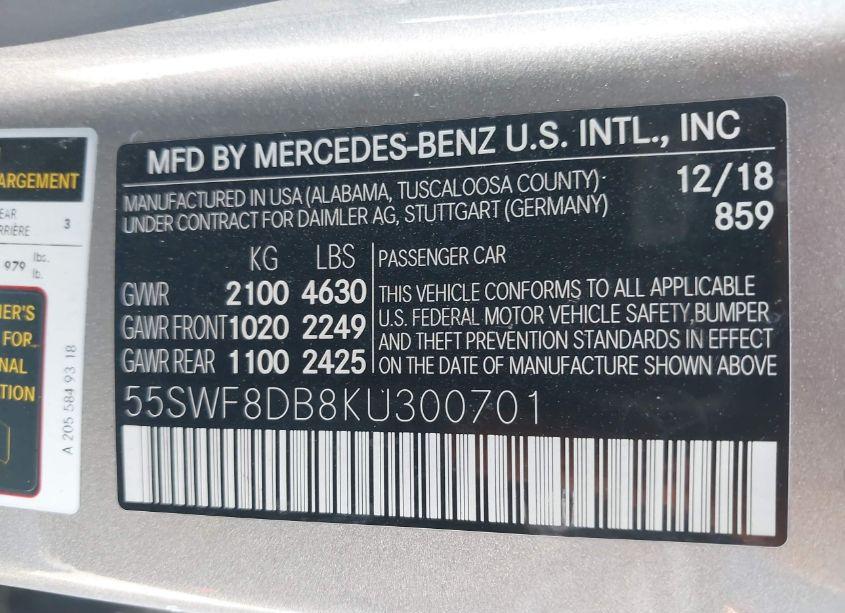 ARGEMENT
EAR
RRIÈRE 3
979 lbs.
lb.
ER'S
FOR
NAL
TION
A 205 584 93 18
MFD BY MERCEDES-BENZ U.S. INTL., INC
MANUFACTURED IN USA (ALABAMA, TUSCALOOSA COUNTY) 12/18
UNDER CONTRACT FOR DAIMLER AG, STUTTGART (GERMANY) 859
KG LBS PASSENGER CAR
GVWR 2100 4630
GAWR FRONT 1020 2249
GAWR REAR 1100 2425
THIS VEHICLE CONFORMS TO ALL APPLICABLE
U.S. FEDERAL MOTOR VEHICLE SAFETY,BUMPER
AND THEFT PREVENTION STANDARDS IN EFFECT
ON THE DATE OF MANUFACTURE SHOWN ABOVE
55SWF8DB8KU300701